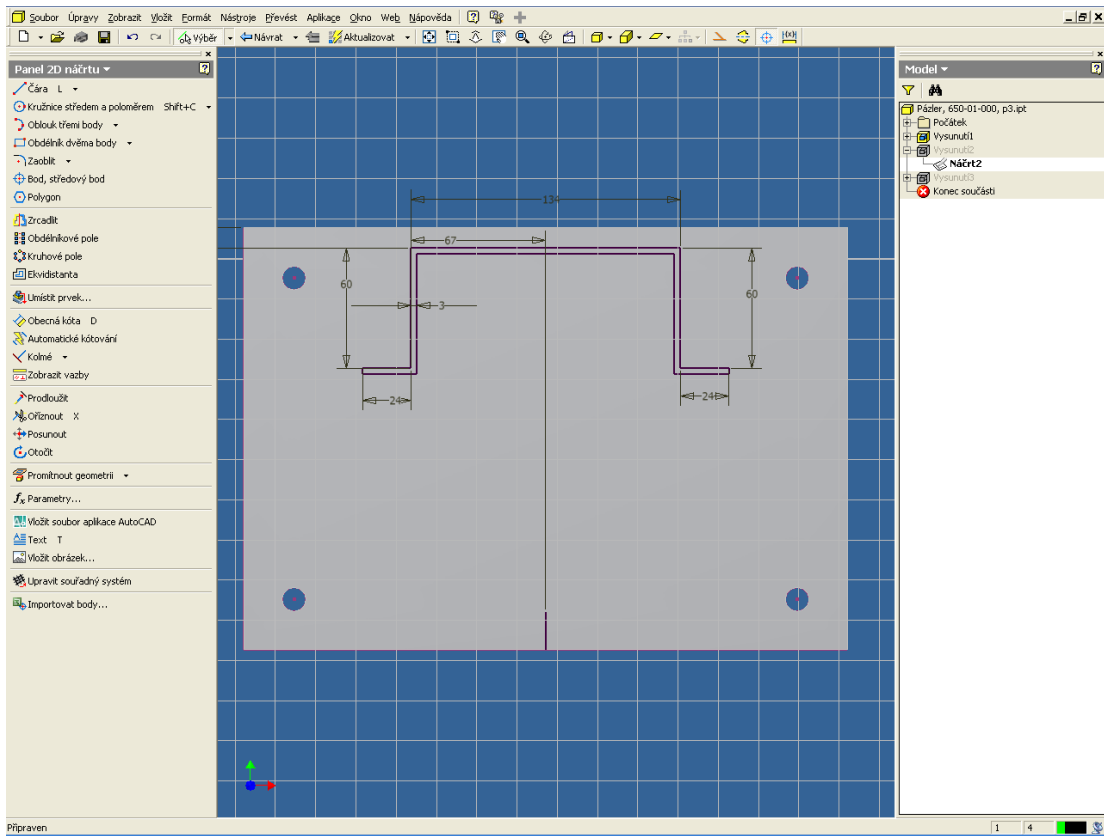 Soubor Úpravy Zobrazit Vložit Formát Nástroje Převést Aplikace Okno Web Nápověda
Výběr Návrat Aktualizovat
Panel 2D náčrtu
Čára L
Kružnice středem a poloměrem Shift+C
Oblouk třemi body
Obdélník dvěma body
Zaoblit
Bod, středový bod
Polygon
Zrcadlit
Obdélníkové pole
Kruhové pole
Ekvidistanta
Umístit prvek...
Obecná kóta D
Automatické kótování
Kolmé
Zobrazit vazby
Prodloužit
Oříznout X
Posunout
Otočit
Promítnout geometrii
fx Parametry...
Vložit soubor aplikace AutoCAD
Text T
Vložit obrázek...
Upravit souřadný systém
Importovat body...
134
67
60
3
60
24
24
Model
Pázler, 650-01-000, p3.ipt
Počátek
Vysunutí1
Vysunutí2
Náčrt2
Vysunutí3
Konec součásti
Připraven
1 4